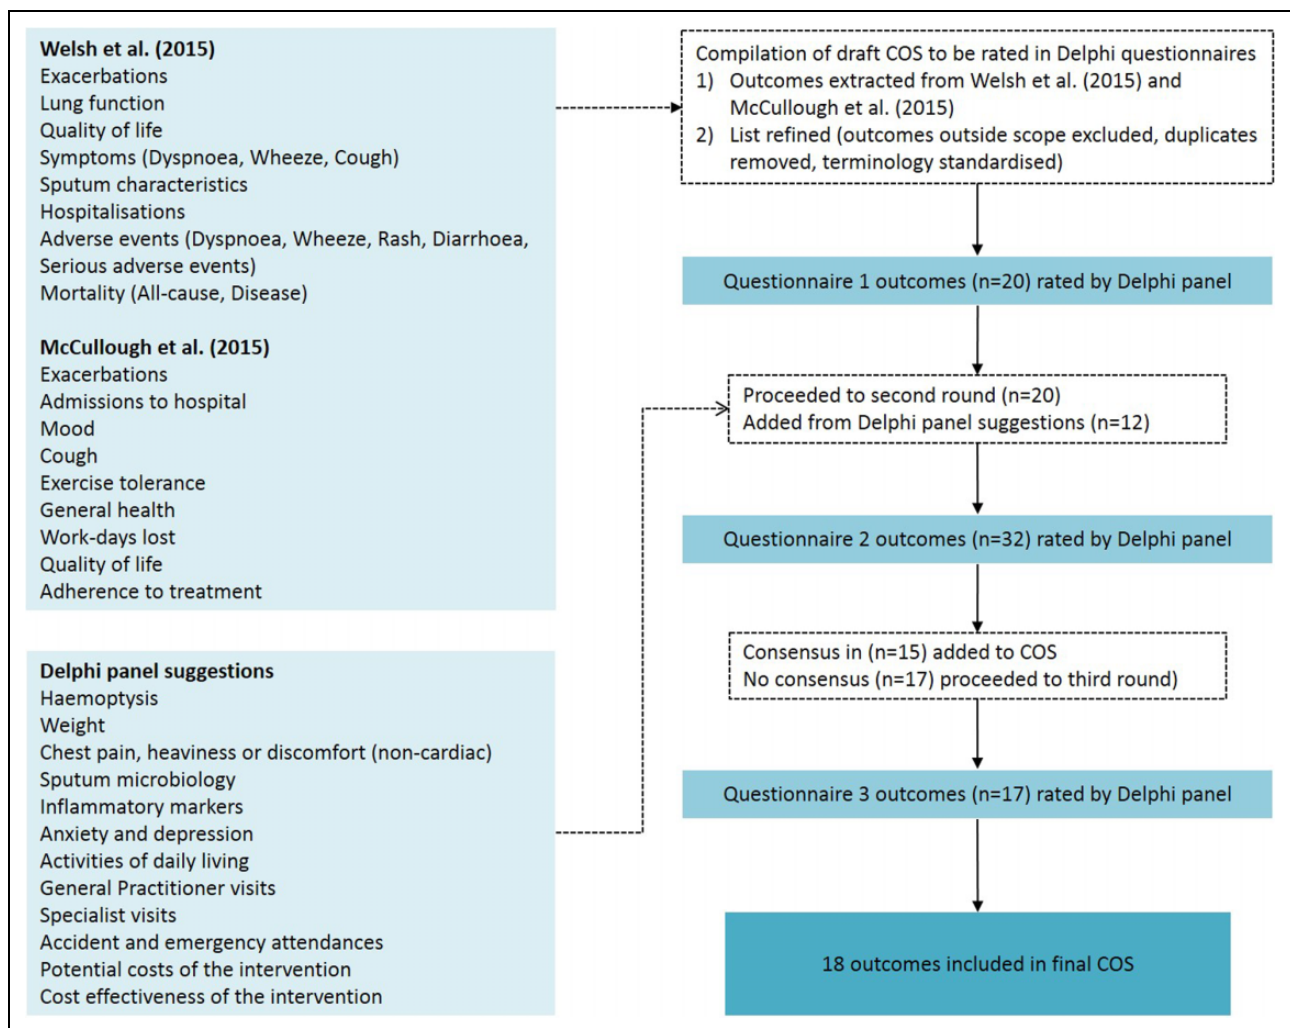 Welsh et al. (2015)
Exacerbations
Lung function
Quality of life
Symptoms (Dyspnoea, Wheeze, Cough)
Sputum characteristics
Hospitalisations
Adverse events (Dyspnoea, Wheeze, Rash, Diarrhoea,
Serious adverse events)
Mortality (All-cause, Disease)
McCullough et al. (2015)
Exacerbations
Admissions to hospital
Mood
Cough
Exercise tolerance
General health
Work-days lost
Quality of life
Adherence to treatment
Delphi panel suggestions
Haemoptysis
Weight
Chest pain, heaviness or discomfort (non-cardiac)
Sputum microbiology
Inflammatory markers
Anxiety and depression
Activities of daily living
General Practitioner visits
Specialist visits
Accident and emergency attendances
Potential costs of the intervention
Cost effectiveness of the intervention
Compilation of draft COS to be rated in Delphi questionnaires
1) Outcomes extracted from Welsh et al. (2015) and
McCullough et al. (2015)
2) List refined (outcomes outside scope excluded, duplicates
removed, terminology standardised)
Questionnaire 1 outcomes (n=20) rated by Delphi panel
Proceeded to second round (n=20)
Added from Delphi panel suggestions (n=12)
Questionnaire 2 outcomes (n=32) rated by Delphi panel
Consensus in (n=15) added to COS
No consensus (n=17) proceeded to third round)
Questionnaire 3 outcomes (n=17) rated by Delphi panel
18 outcomes included in final COS